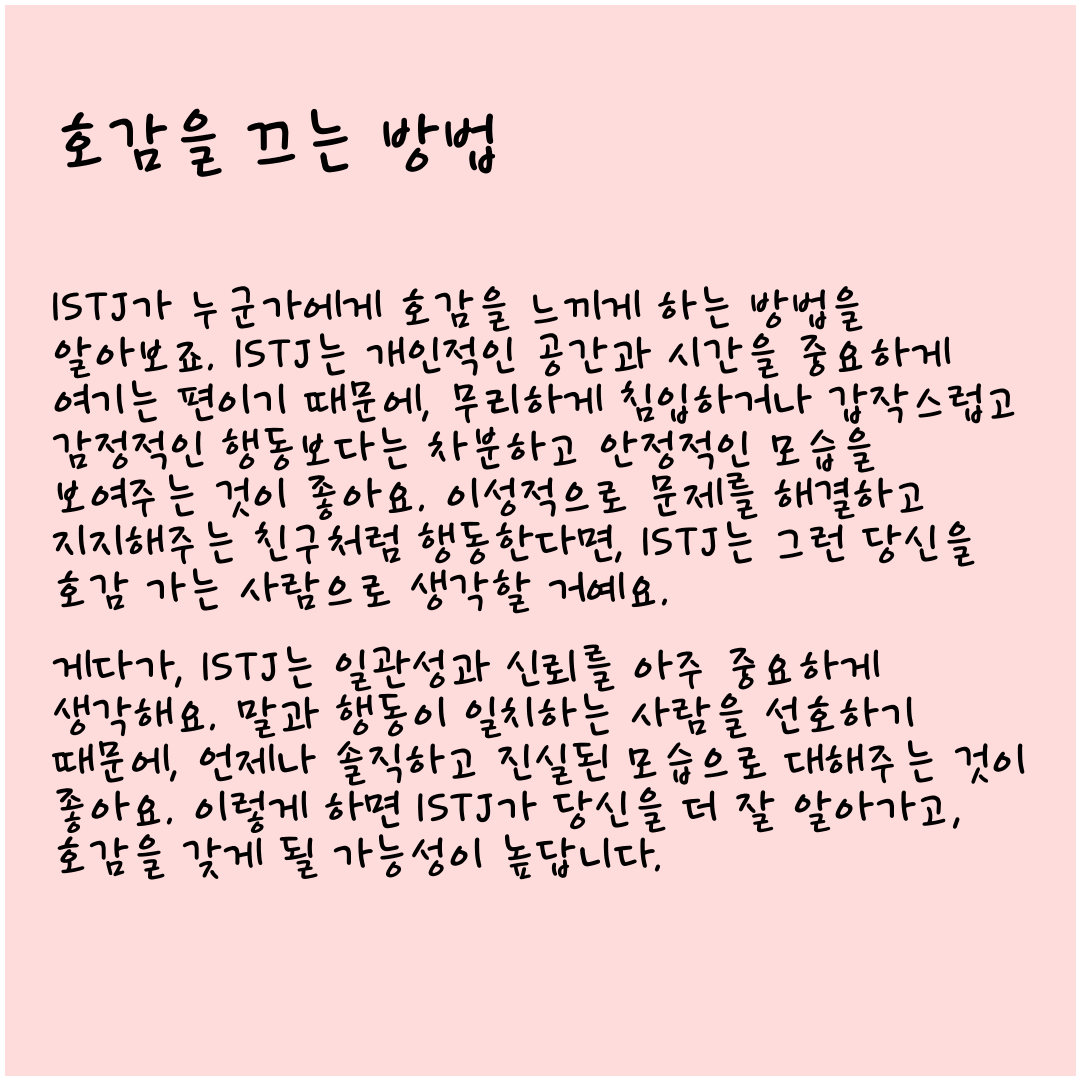 호감을 끄는 방법
ISTJ가 누군가에게 호감을 느끼게 하는 방법을
알아보죠. ISTJ는 개인적인 공간과 시간을 중요하게
여기는 편이기 때문에, 무리하게 침입하거나 갑작스럽고
감정적인 행동보다는 차분하고 안정적인 모습을
보여주는 것이 좋아요. 이성적으로 문제를 해결하고
지지해주는 친구처럼 행동한다면, ISTJ는 그런 당신을
호감 가는 사람으로 생각할 거예요.
게다가, ISTJ는 일관성과 신뢰를 아주 중요하게
생각해요. 말과 행동이 일치하는 사람을 선호하기
때문에, 언제나 솔직하고 진실된 모습으로 대해주는 것이
좋아요. 이렇게 하면 ISTJ가 당신을 더 잘 알아가고,
호감을 갖게 될 가능성이 높답니다.